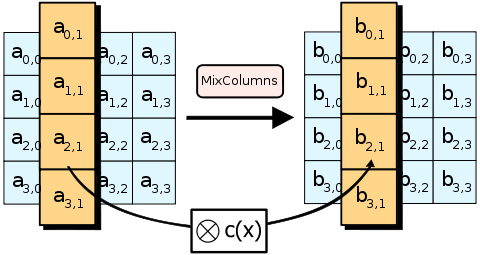 a0,0 a0,1 a0,2 a0,3
a1,0 a1,1 a1,2 a1,3
a2,0 a2,1 a2,2 a2,3
a3,0 a3,1 a3,2 a3,3
MixColumns
b0,0 b0,1 b0,2 b0,3
b1,0 b1,1 b1,2 b1,3
b2,0 b2,1 b2,2 b2,3
b3,0 b3,1 b3,2 b3,3
⊗ c(x)